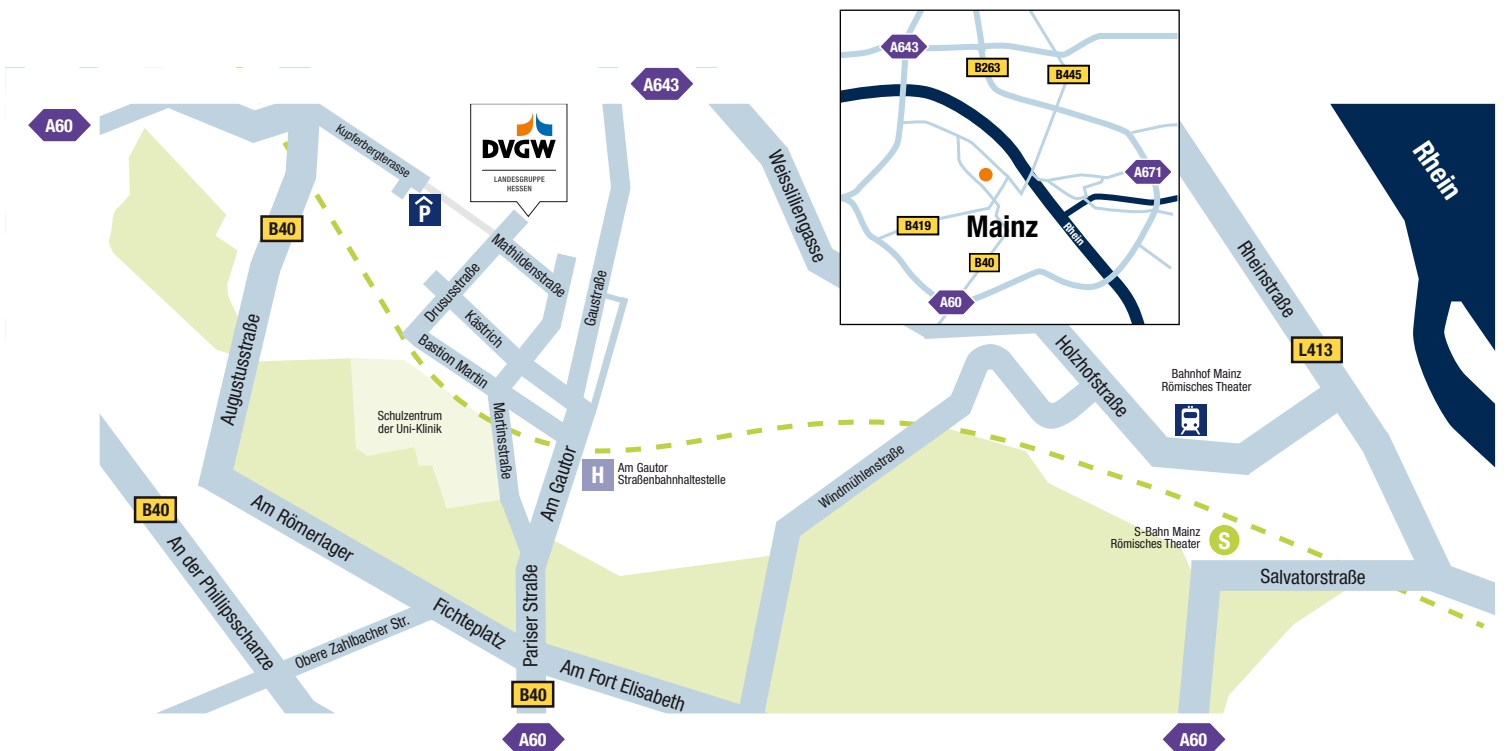 A643
B263
B445
A671
B419
Mainz
Rhein
B40
A60
A60
A643
Rhein
DVGW
LANDESGRUPPE
HESSEN
Kupferbergterasse
P
Weissliliengasse
B40
Mathildenstraße
Drususstraße
Gaustraße
Rheinstraße
Kästrich
Bastion Martin
Augustusstraße
Holzhofstraße
L413
Bahnhof Mainz
Römisches Theater
Schulzentrum
der Uni-Klinik
Martinsstraße
Am Gautor
H
Am Gautor
Straßenbahnhaltestelle
Windmühlenstraße
B40
Am Römerlager
An der Phillipsschanze
S-Bahn Mainz
Römisches Theater
S
Salvatorstraße
Fichteplatz
Pariser Straße
Obere Zahlbacher Str.
Am Fort Elisabeth
B40
A60
A60